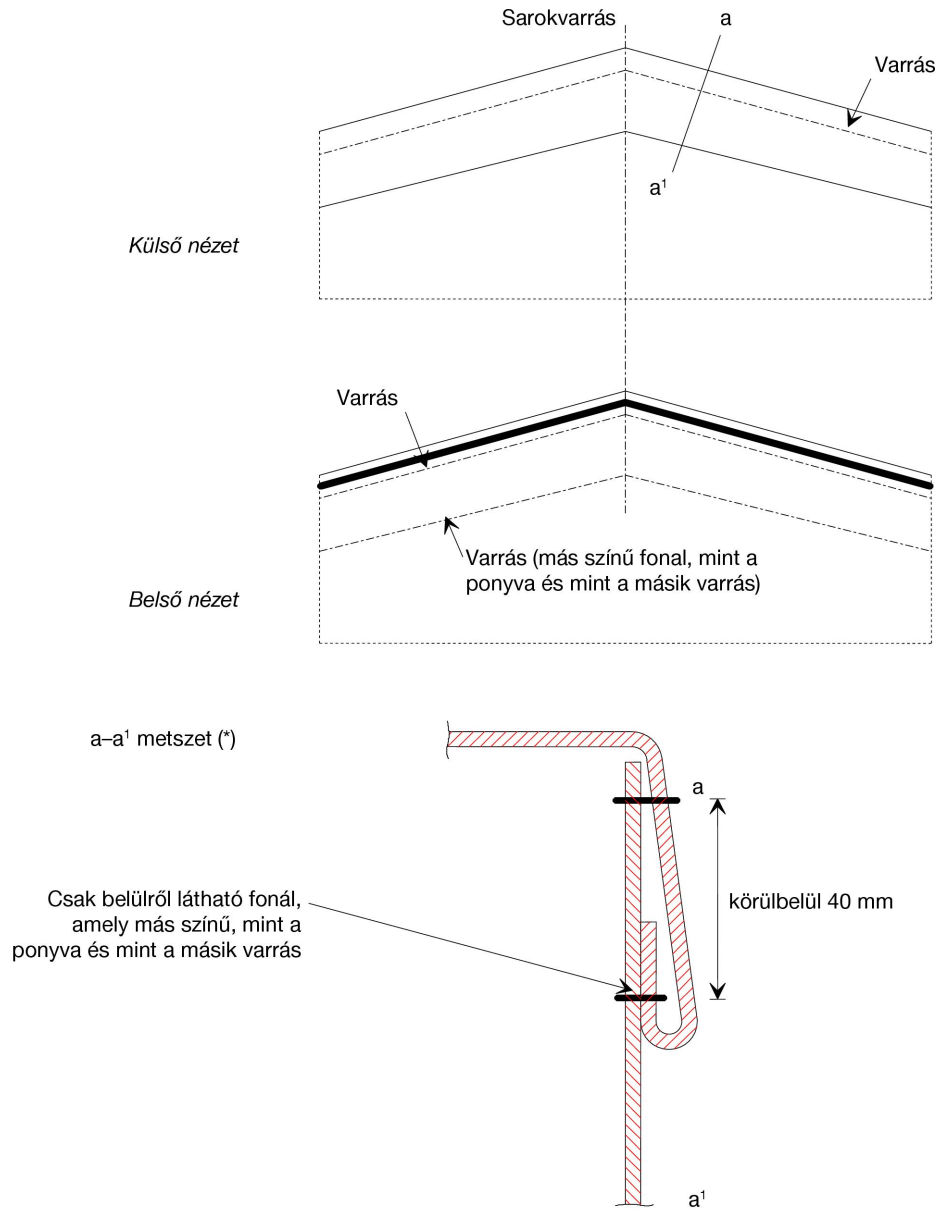 Sarokvarrás
a
Varrás
a¹
Külső nézet
Varrás
Varrás (más színű fonal, mint a
ponyva és mint a másik varrás)
Belső nézet
a–a¹ metszet (*)
a
Csak belülről látható fonál,
amely más színű, mint a
ponyva és mint a másik varrás
körülbelül 40 mm
a¹